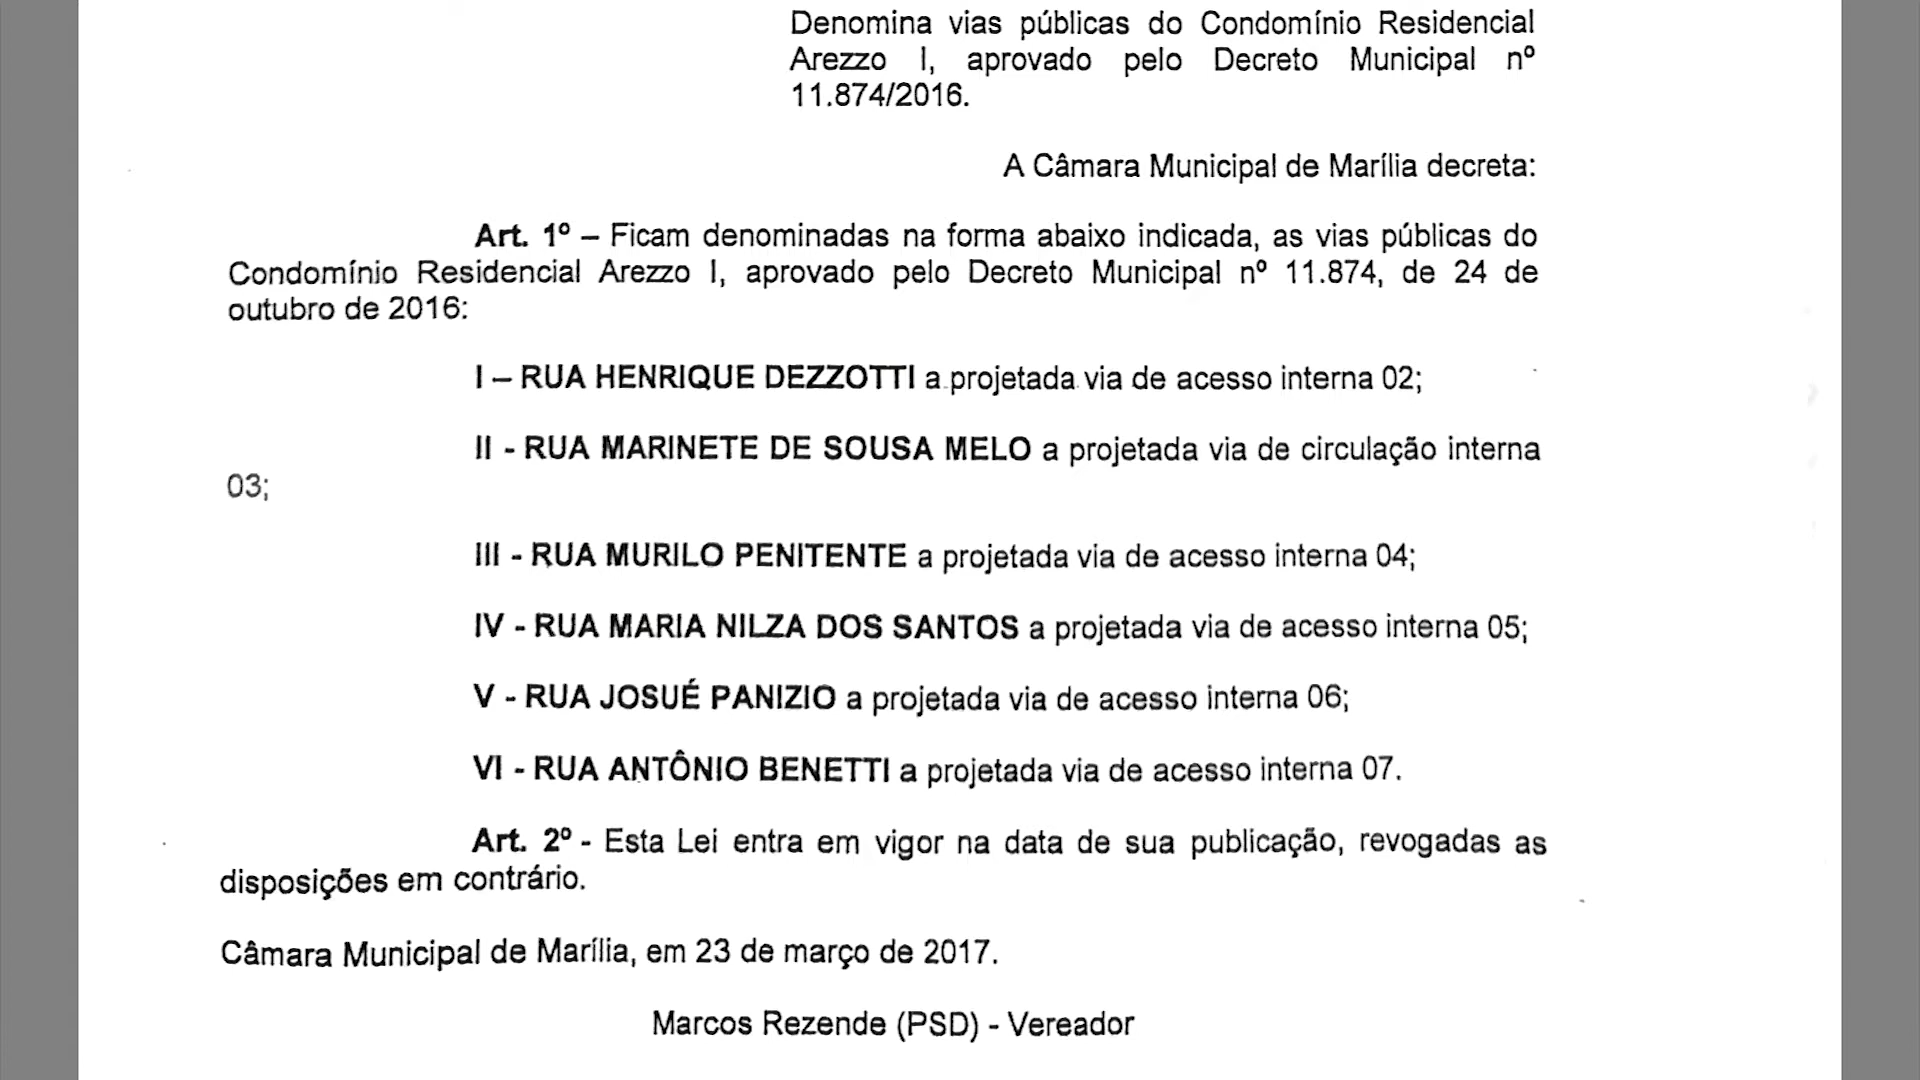 Denomina vias públicas do Condomínio Residencial
Arezzo I, aprovado pelo Decreto Municipal nº
11.874/2016.
A Câmara Municipal de Marília decreta:
Art. 1º – Ficam denominadas na forma abaixo indicada, as vias públicas do
Condomínio Residencial Arezzo I, aprovado pelo Decreto Municipal nº 11.874, de 24 de
outubro de 2016:
I – RUA HENRIQUE DEZZOTTI a projetada via de acesso interna 02;
II - RUA MARINETE DE SOUSA MELO a projetada via de circulação interna
03;
III - RUA MURILO PENITENTE a projetada via de acesso interna 04;
IV - RUA MARIA NILZA DOS SANTOS a projetada via de acesso interna 05;
V - RUA JOSUÉ PANIZIO a projetada via de acesso interna 06;
VI - RUA ANTÔNIO BENETTI a projetada via de acesso interna 07.
Art. 2º - Esta Lei entra em vigor na data de sua publicação, revogadas as
disposições em contrário.
Câmara Municipal de Marília, em 23 de março de 2017.
Marcos Rezende (PSD) - Vereador